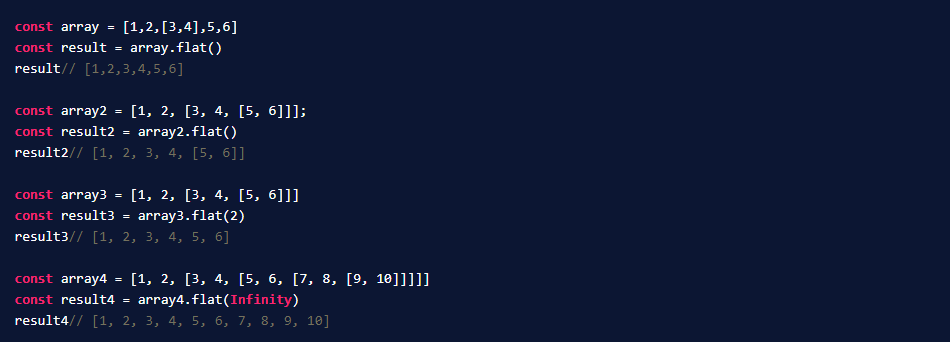 const array = [1,2,[3,4],5,6]
const result = array.flat()
result// [1,2,3,4,5,6]
const array2 = [1, 2, [3, 4, [5, 6]]];
const result2 = array2.flat()
result2// [1, 2, 3, 4, [5, 6]]
const array3 = [1, 2, [3, 4, [5, 6]]]
const result3 = array3.flat(2)
result3// [1, 2, 3, 4, 5, 6]
const array4 = [1, 2, [3, 4, [5, 6, [7, 8, [9, 10]]]]]
const result4 = array4.flat(Infinity)
result4// [1, 2, 3, 4, 5, 6, 7, 8, 9, 10]